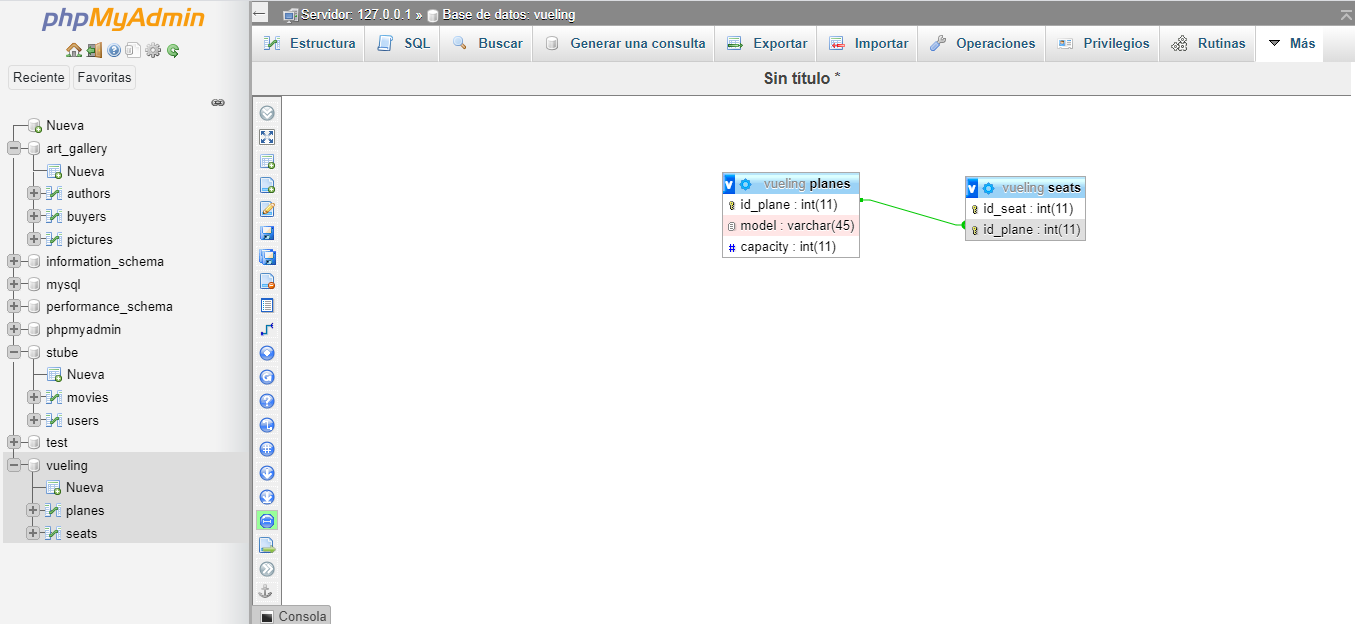 phpMyAdmin
Reciente Favoritas
Nueva
art_gallery
Nueva
authors
buyers
pictures
information_schema
mysql
performance_schema
phpmyadmin
stube
Nueva
movies
users
test
vueling
Nueva
planes
seats
Servidor: 127.0.0.1 » Base de datos: vueling
Estructura SQL Buscar Generar una consulta Exportar Importar Operaciones Privilegios Rutinas Más
Sin título *
vueling planes
id_plane : int(11)
model : varchar(45)
# capacity : int(11)
vueling seats
id_seat : int(11)
id_plane : int(11)
Consola